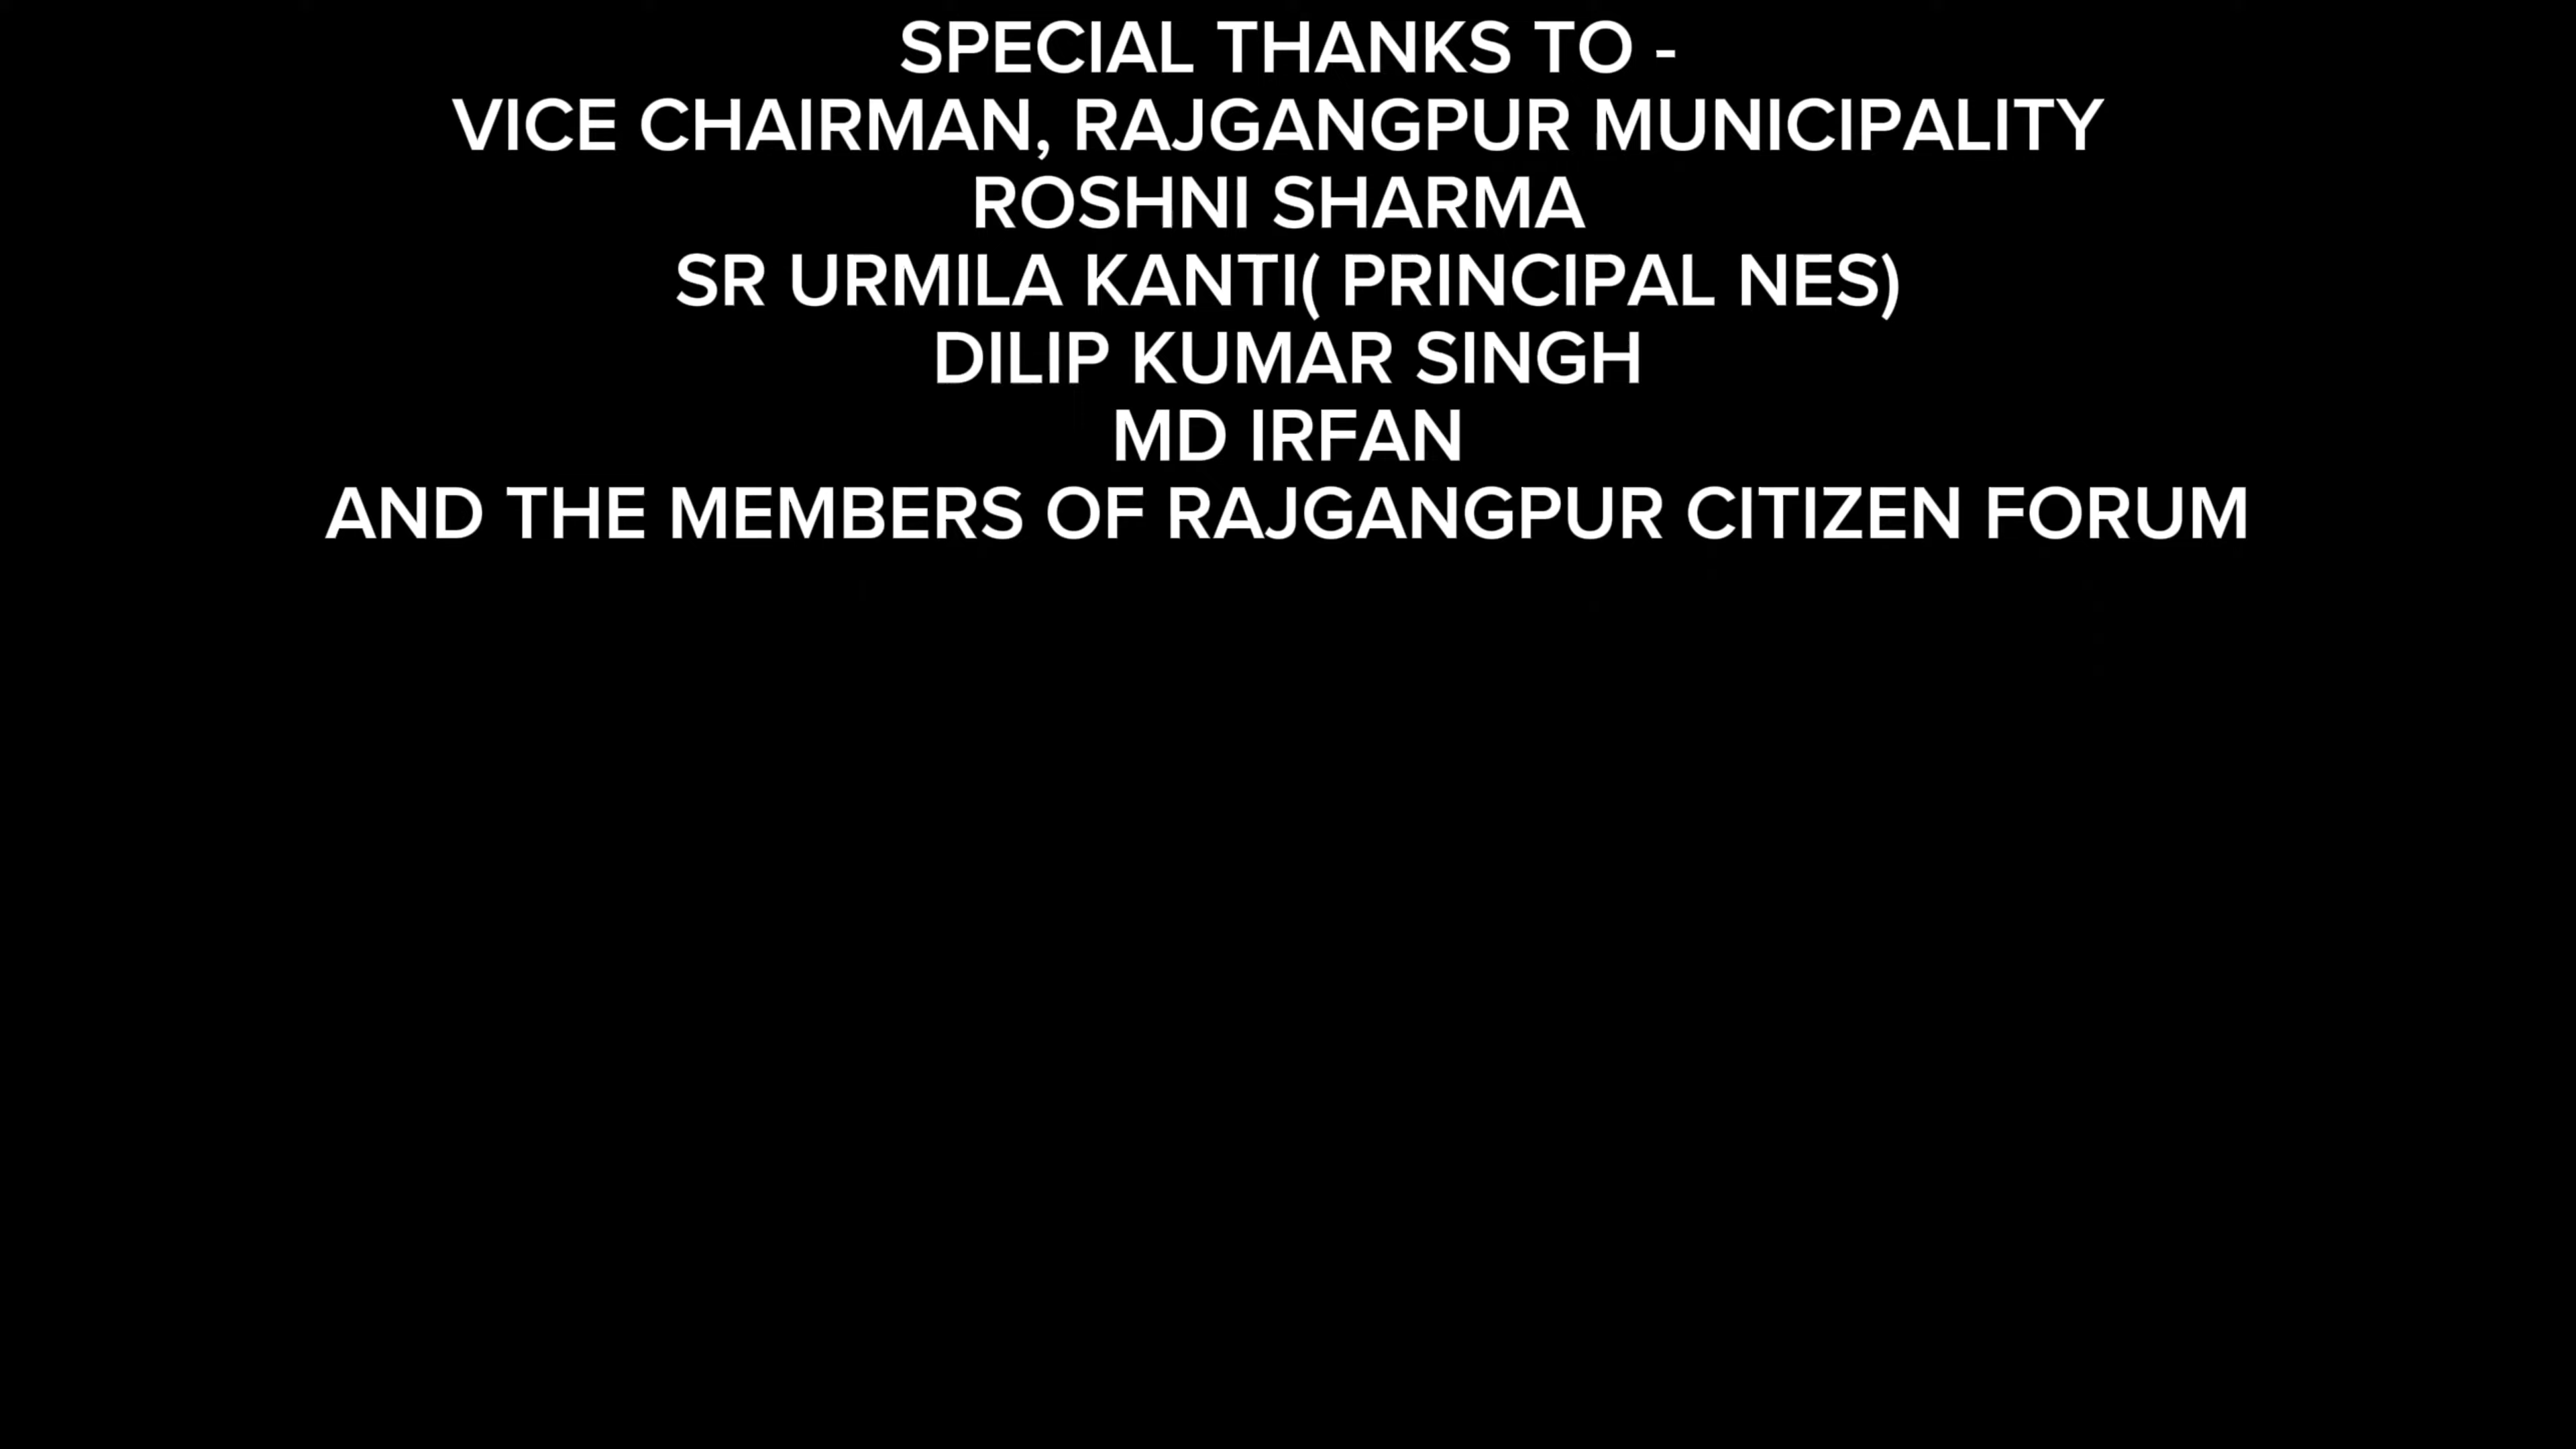 SPECIAL THANKS TO -
VICE CHAIRMAN, RAJGANGPUR MUNICIPALITY
ROSHNI SHARMA
SR URMILA KANTI( PRINCIPAL NES)
DILIP KUMAR SINGH
MD IRFAN
AND THE MEMBERS OF RAJGANGPUR CITIZEN FORUM